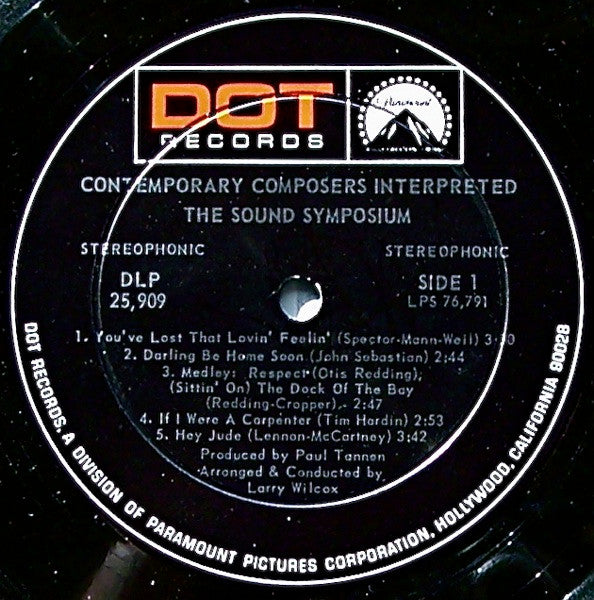 DOT
RECORDS
Paramount
CONTEMPORARY COMPOSERS INTERPRETED
THE SOUND SYMPOSIUM
STEREOPHONIC
STEREOPHONIC
DLP
25,909
SIDE 1
LPS 76,791
1. You've Lost That Lovin' Feelin' (Spector-Mann-Weil)
2. Darling Be Home Soon (John Sebastian) 2:44
3. Medley: Respect (Otis Redding),
(Sittin' On) The Dock Of The Bay
(Redding-Cropper). - 2:47
4. If I Were A Carpenter (Tim Hardin) 2:53
5. Hey Jude (Lennon-McCartney) 3:42
Produced by Paul Tannen
Arranged & Conducted by
Larry Wilcox
DOT RECORDS, A DIVISION OF PARAMOUNT PICTURES CORPORATION, HOLLYWOOD, CALIFORNIA 90028